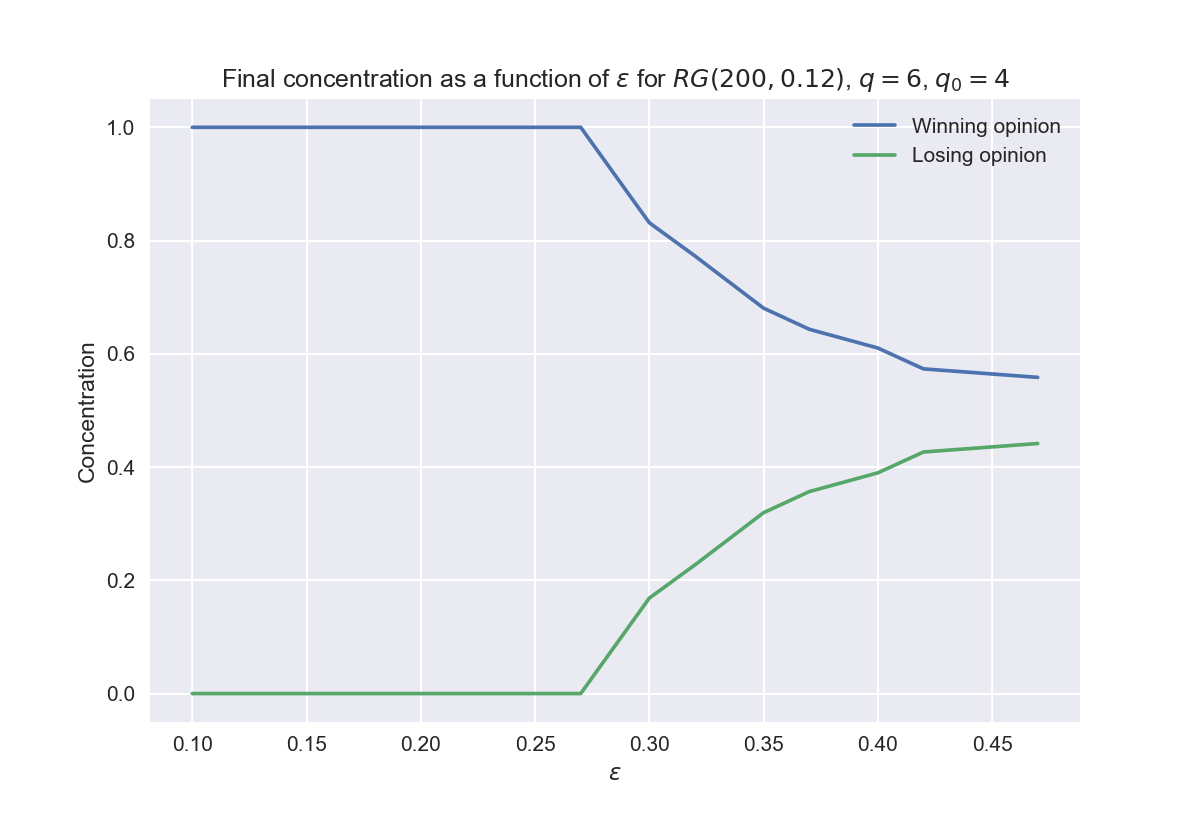 Final concentration as a function of ε for RG(200, 0.12), q = 6, q₀ = 4
Winning opinion
Losing opinion
Concentration
1.0
0.8
0.6
0.4
0.2
0.0
0.10 0.15 0.20 0.25 0.30 0.35 0.40 0.45
ε